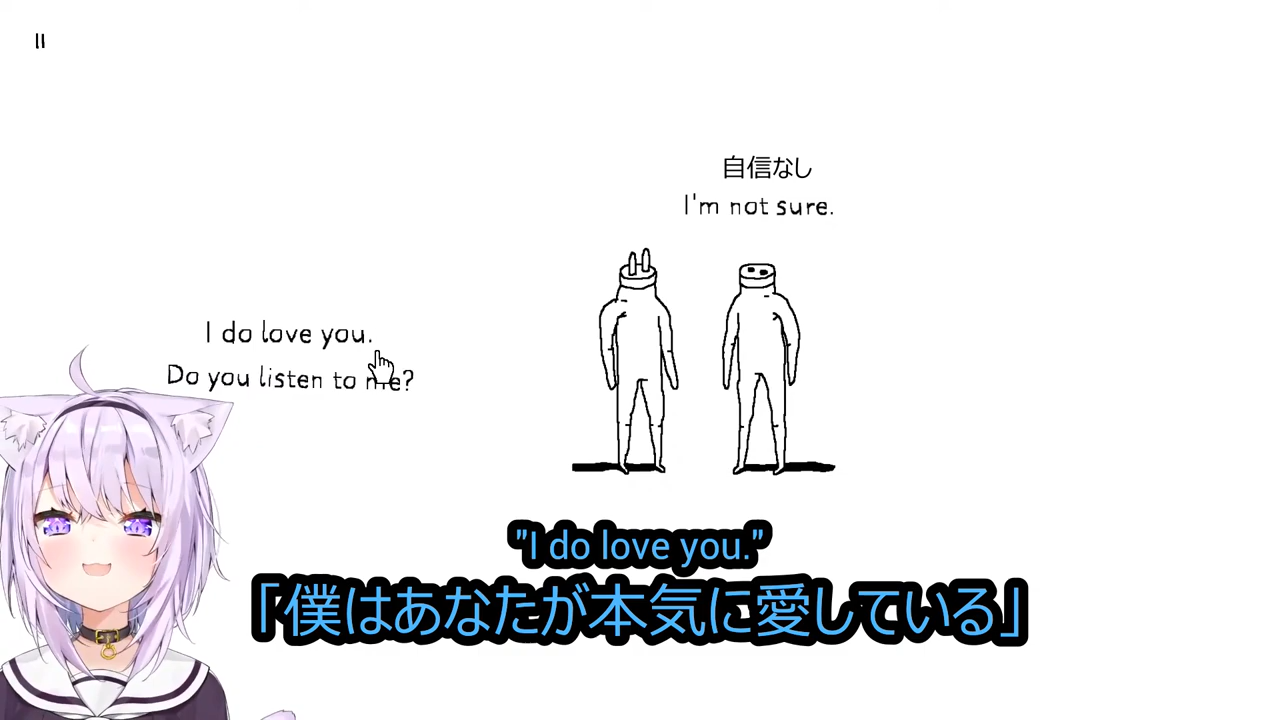 自信なし
I'm not sure.
I do love you.
Do you listen to me?
"I do love you."
「僕はあなたが本気に愛している」